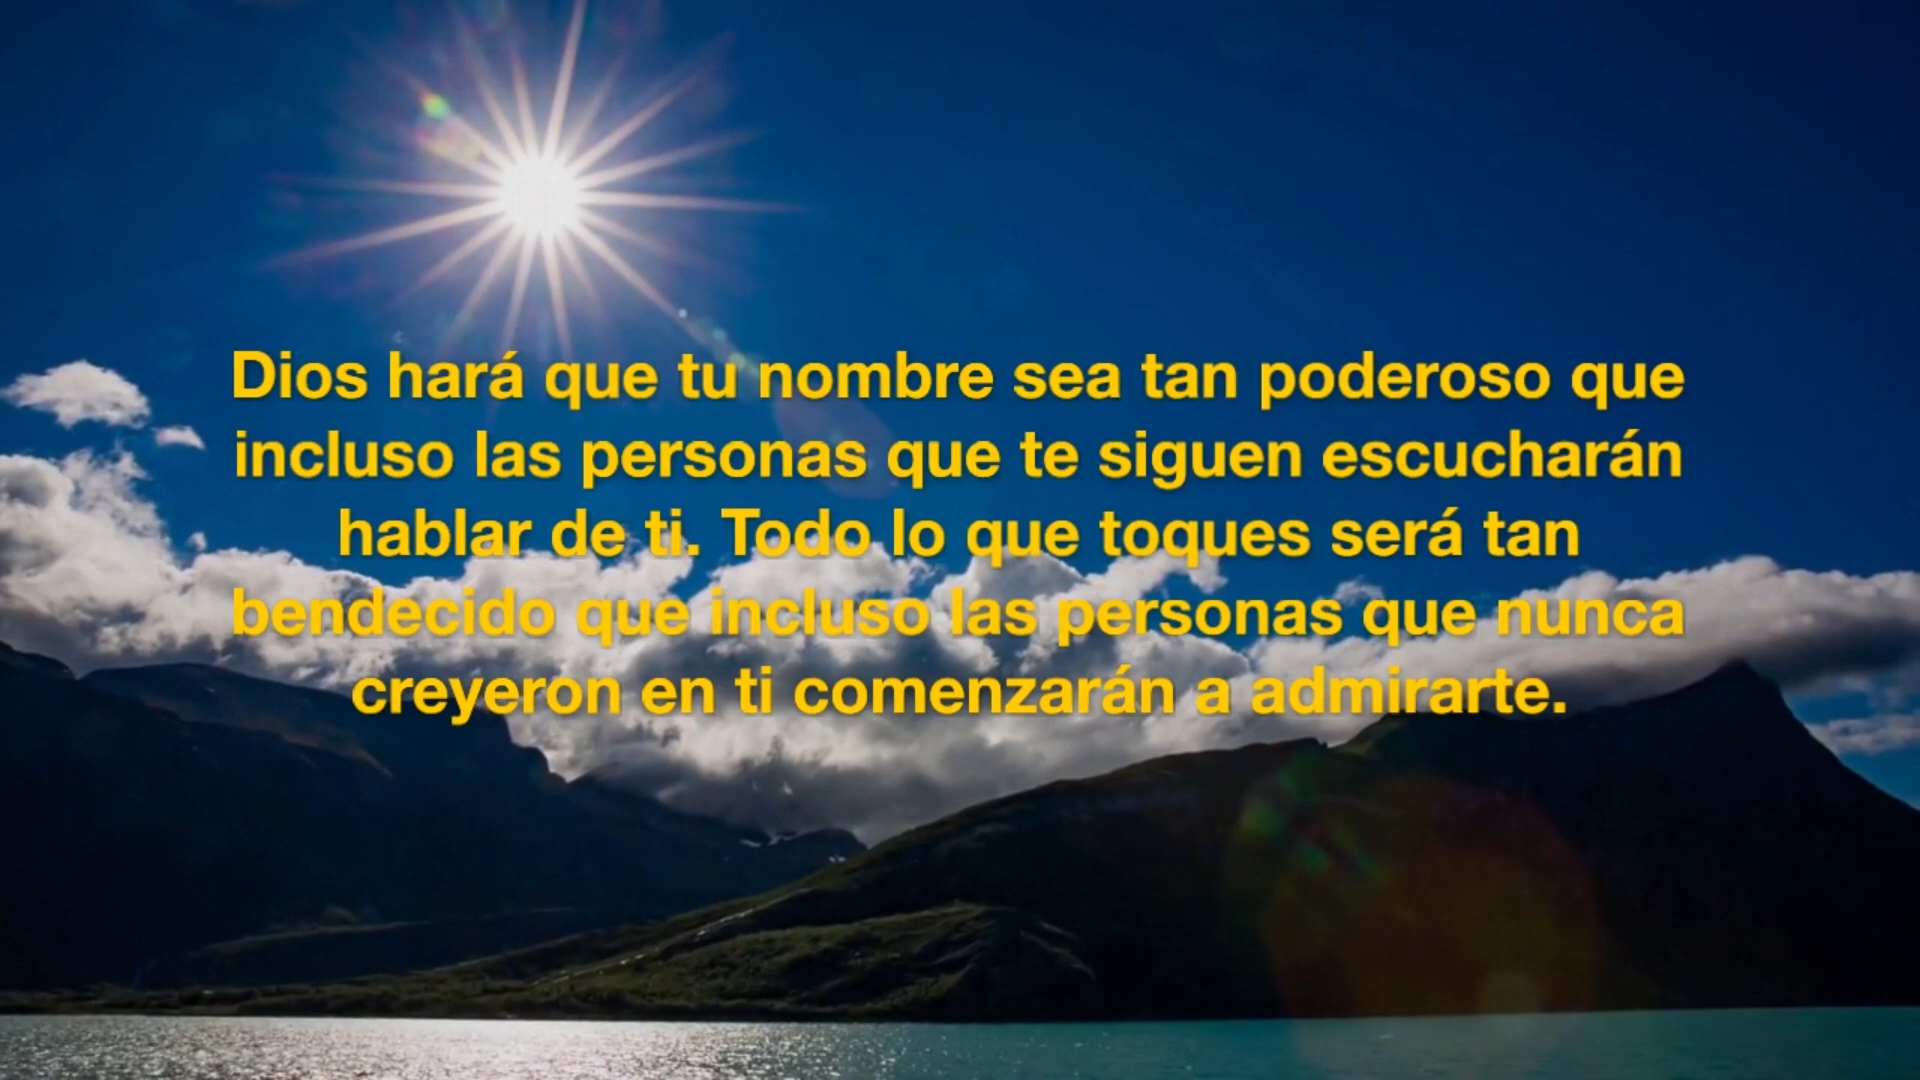 Dios hará que tu nombre sea tan poderoso que
incluso las personas que te siguen escucharán
hablar de ti. Todo lo que toques será tan
bendecido que incluso las personas que nunca
creyeron en ti comenzarán a admirarte.